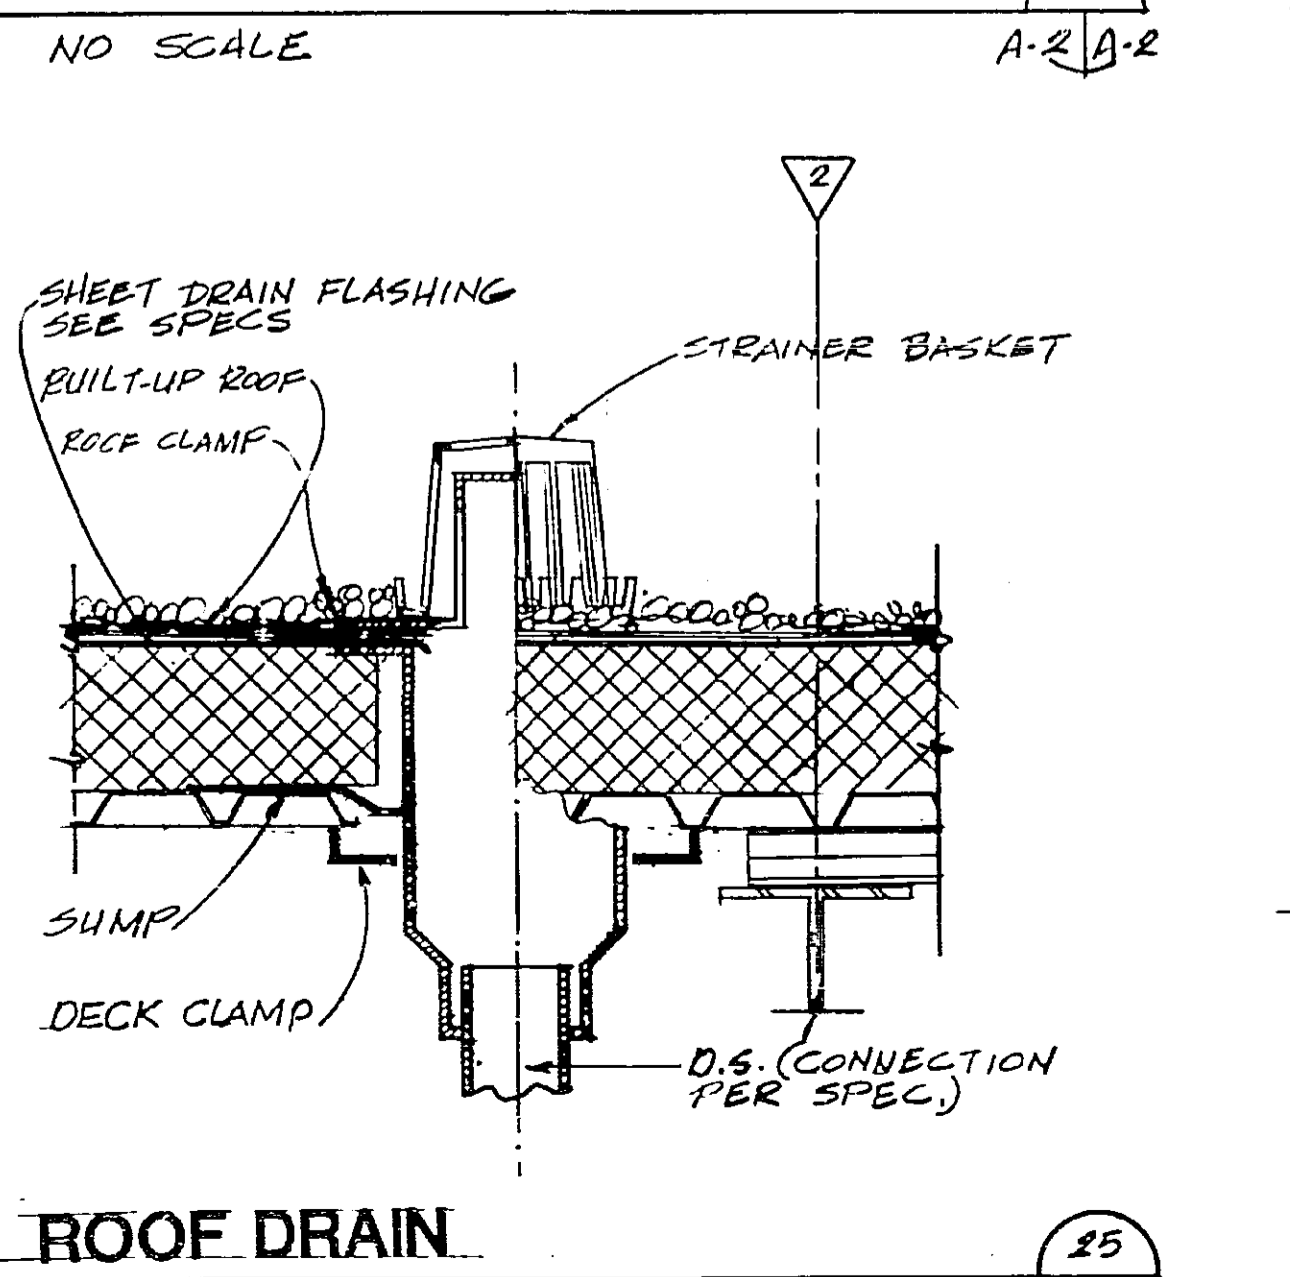 NO SCALE
A-2 A-2
2
SHEET DRAIN FLASHING
SEE SPECS
STRAINER BASKET
BUILT-UP ROOF
ROOF CLAMP
SUMP
DECK CLAMP
D.S. (CONNECTION
PER SPEC.)
ROOF DRAIN
25